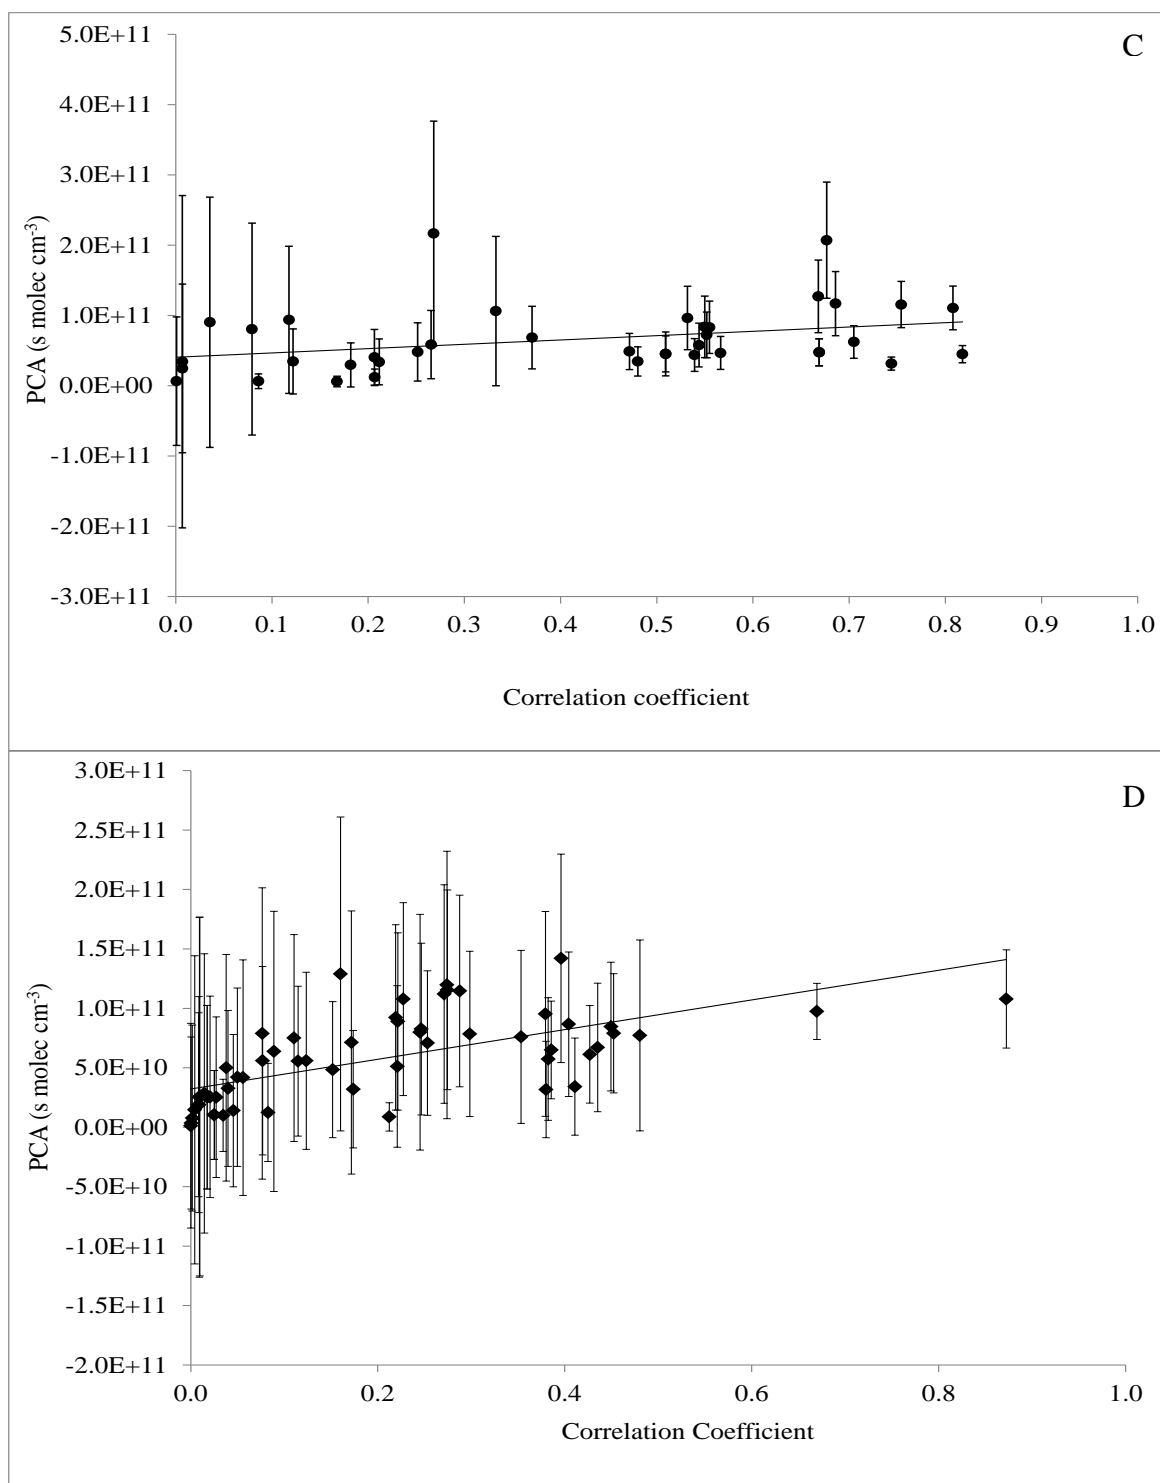 C
5.0E+11
4.0E+11
3.0E+11
2.0E+11
1.0E+11
0.0E+00
-1.0E+11
-2.0E+11
-3.0E+11
PCA (s molec cm-3)
0.0 0.1 0.2 0.3 0.4 0.5 0.6 0.7 0.8 0.9 1.0
Correlation coefficient
D
3.0E+11
2.5E+11
2.0E+11
1.5E+11
1.0E+11
5.0E+10
0.0E+00
-5.0E+10
-1.0E+11
-1.5E+11
-2.0E+11
PCA (s molec cm-3)
0.0 0.2 0.4 0.6 0.8 1.0
Correlation Coefficient